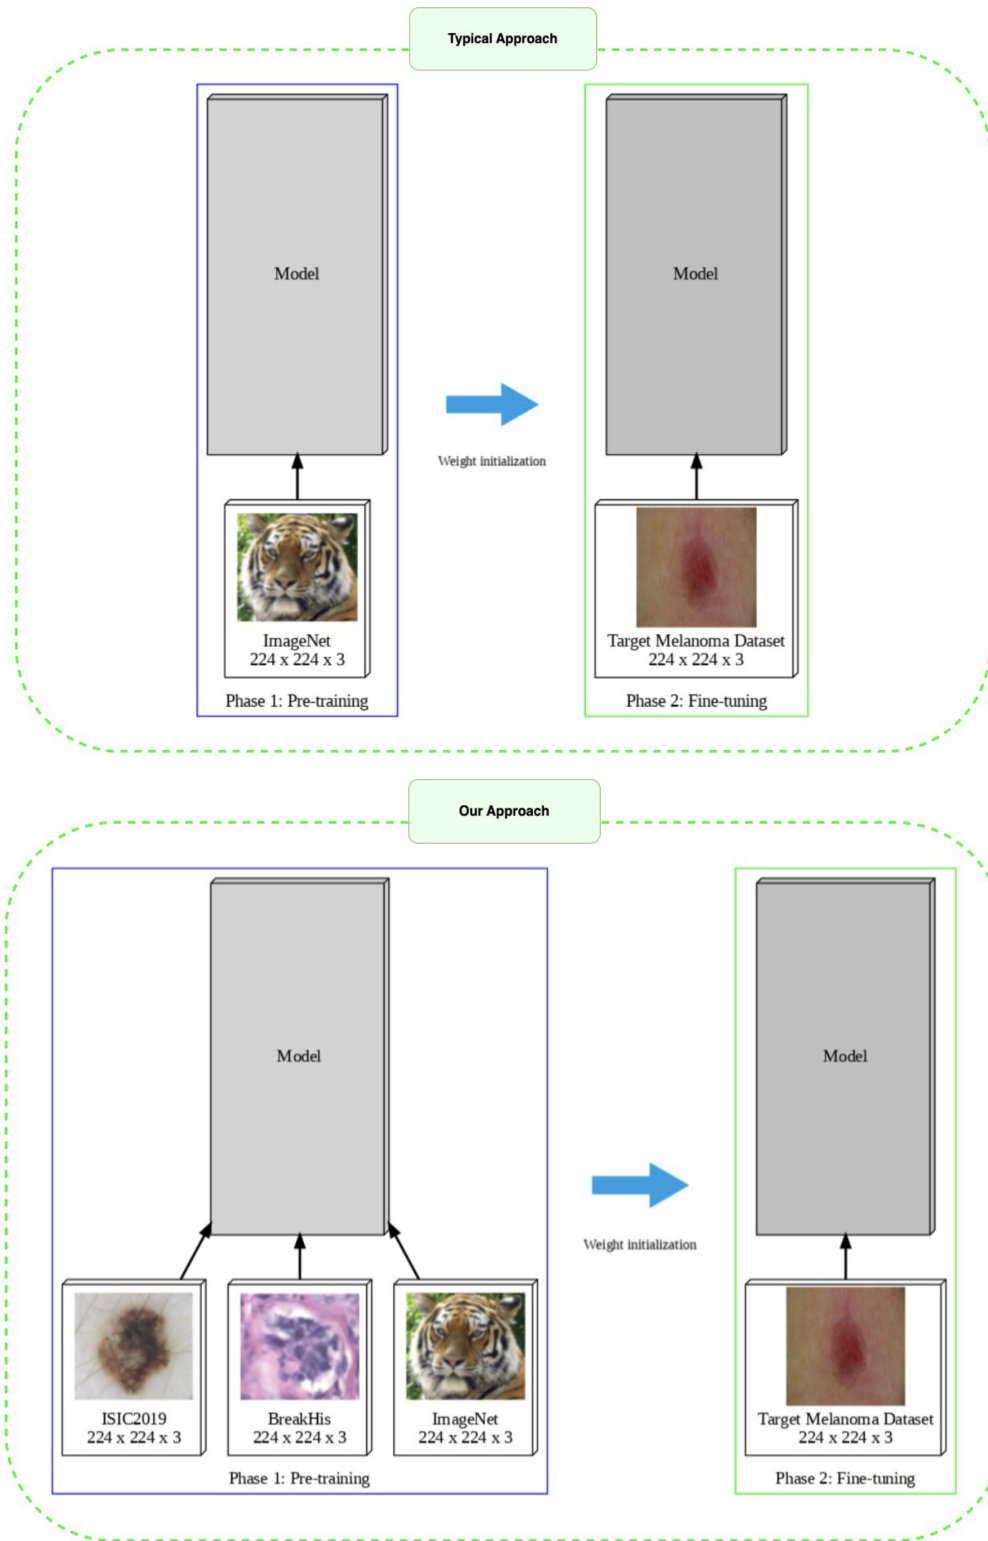 Typical Approach
Model
Model
Weight initialization
ImageNet
224 x 224 x 3
Target Melanoma Dataset
224 x 224 x 3
Phase 1: Pre-training
Phase 2: Fine-tuning
Our Approach
Model
Model
Weight initialization
ISIC2019
224 x 224 x 3
BreakHis
224 x 224 x 3
ImageNet
224 x 224 x 3
Target Melanoma Dataset
224 x 224 x 3
Phase 1: Pre-training
Phase 2: Fine-tuning